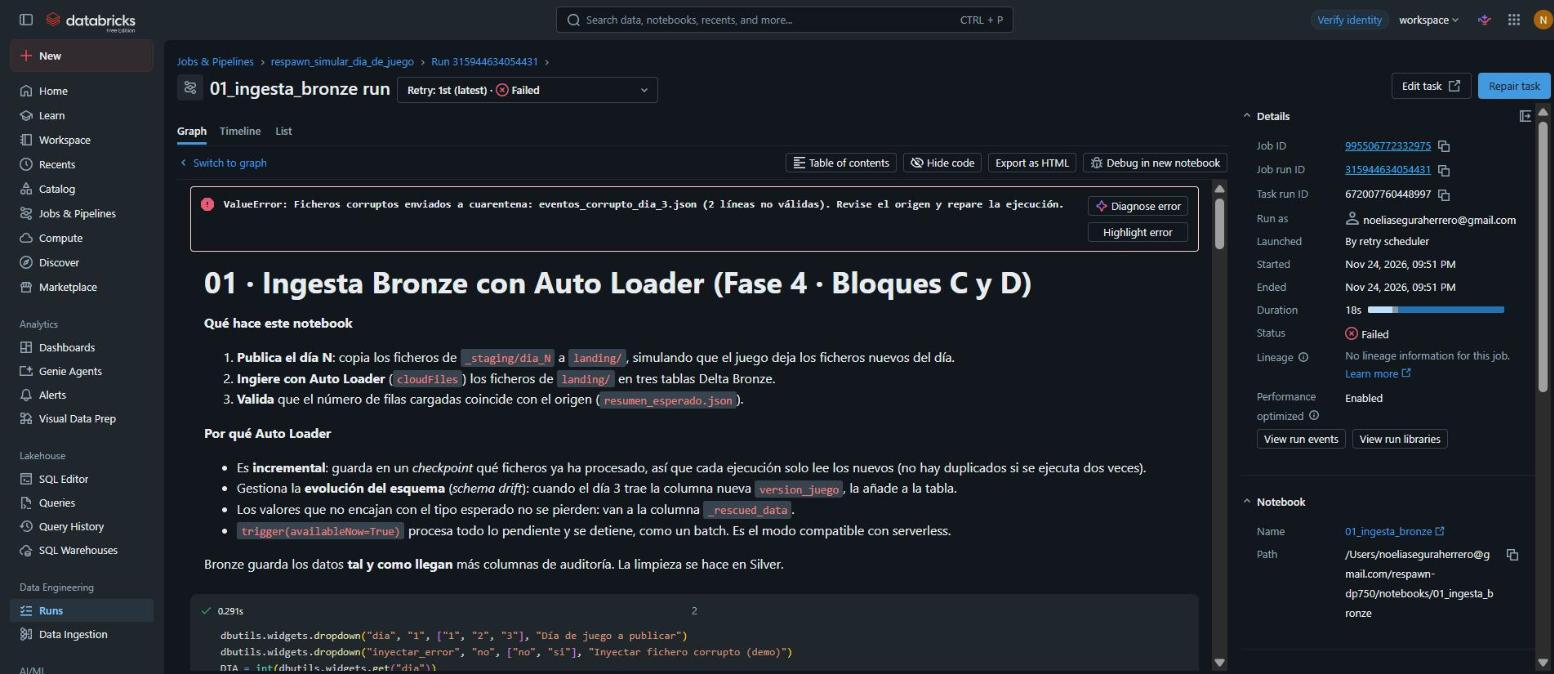 databricks
Free Edition
Search data, notebooks, recents, and more...
CTRL + P
Verify identity
workspace
N
New
Home
Learn
Workspace
Recents
Catalog
Jobs & Pipelines
Compute
Discover
Marketplace
Analytics
Dashboards
Genie Agents
Alerts
Visual Data Prep
Lakehouse
SQL Editor
Queries
Query History
SQL Warehouses
Data Engineering
Runs
Data Ingestion
AI/ML
Jobs & Pipelines > respawn_simular_dia_de_juego > Run 315944634054431 >
01_ingesta_bronze run
Retry: 1st (latest) · Failed
Edit task
Repair task
Graph
Timeline
List
Switch to graph
Table of contents
Hide code
Export as HTML
Debug in new notebook
ValueError: Ficheros corruptos enviados a cuarentena: eventos_corrupto_dia_3.json (2 líneas no válidas). Revise el origen y repare la ejecución.
Diagnose error
Highlight error
01 · Ingesta Bronze con Auto Loader (Fase 4 · Bloques C y D)
Qué hace este notebook
1. Publica el día N: copia los ficheros de _staging/dia_N a landing/, simulando que el juego deja los ficheros nuevos del día.
2. Ingiere con Auto Loader (cloudFiles) los ficheros de landing/ en tres tablas Delta Bronze.
3. Valida que el número de filas cargadas coincide con el origen (resumen_esperado.json).
Por qué Auto Loader
• Es incremental: guarda en un checkpoint qué ficheros ya ha procesado, así que cada ejecución solo lee los nuevos (no hay duplicados si se ejecuta dos veces).
• Gestiona la evolución del esquema (schema drift): cuando el día 3 trae la columna nueva version_juego, la añade a la tabla.
• Los valores que no encajan con el tipo esperado no se pierden: van a la columna _rescued_data.
• trigger(availableNow=True) procesa todo lo pendiente y se detiene, como un batch. Es el modo compatible con serverless.
Bronze guarda los datos tal y como llegan más columnas de auditoría. La limpieza se hace en Silver.
0.291s
2
dbutils.widgets.dropdown("dia", "1", ["1", "2", "3"], "Día de juego a publicar")
dbutils.widgets.dropdown("inyectar_error", "no", ["no", "si"], "Inyectar fichero corrupto (demo)")
DIA = int(dbutils.widgets.get("dia"))
Details
Job ID
995506772332975
Job run ID
315944634054431
Task run ID
672007760448997
Run as
noeliaseguraherrero@gmail.com
Launched
By retry scheduler
Started
Nov 24, 2026, 09:51 PM
Ended
Nov 24, 2026, 09:51 PM
Duration
18s
Status
Failed
Lineage
No lineage information for this job.
Learn more
Performance
optimized
Enabled
View run events
View run libraries
Notebook
Name
01_ingesta_bronze
Path
/Users/noeliaseguraherrero@g
mail.com/respawn-
dp750/notebooks/01_ingesta_b
ronze